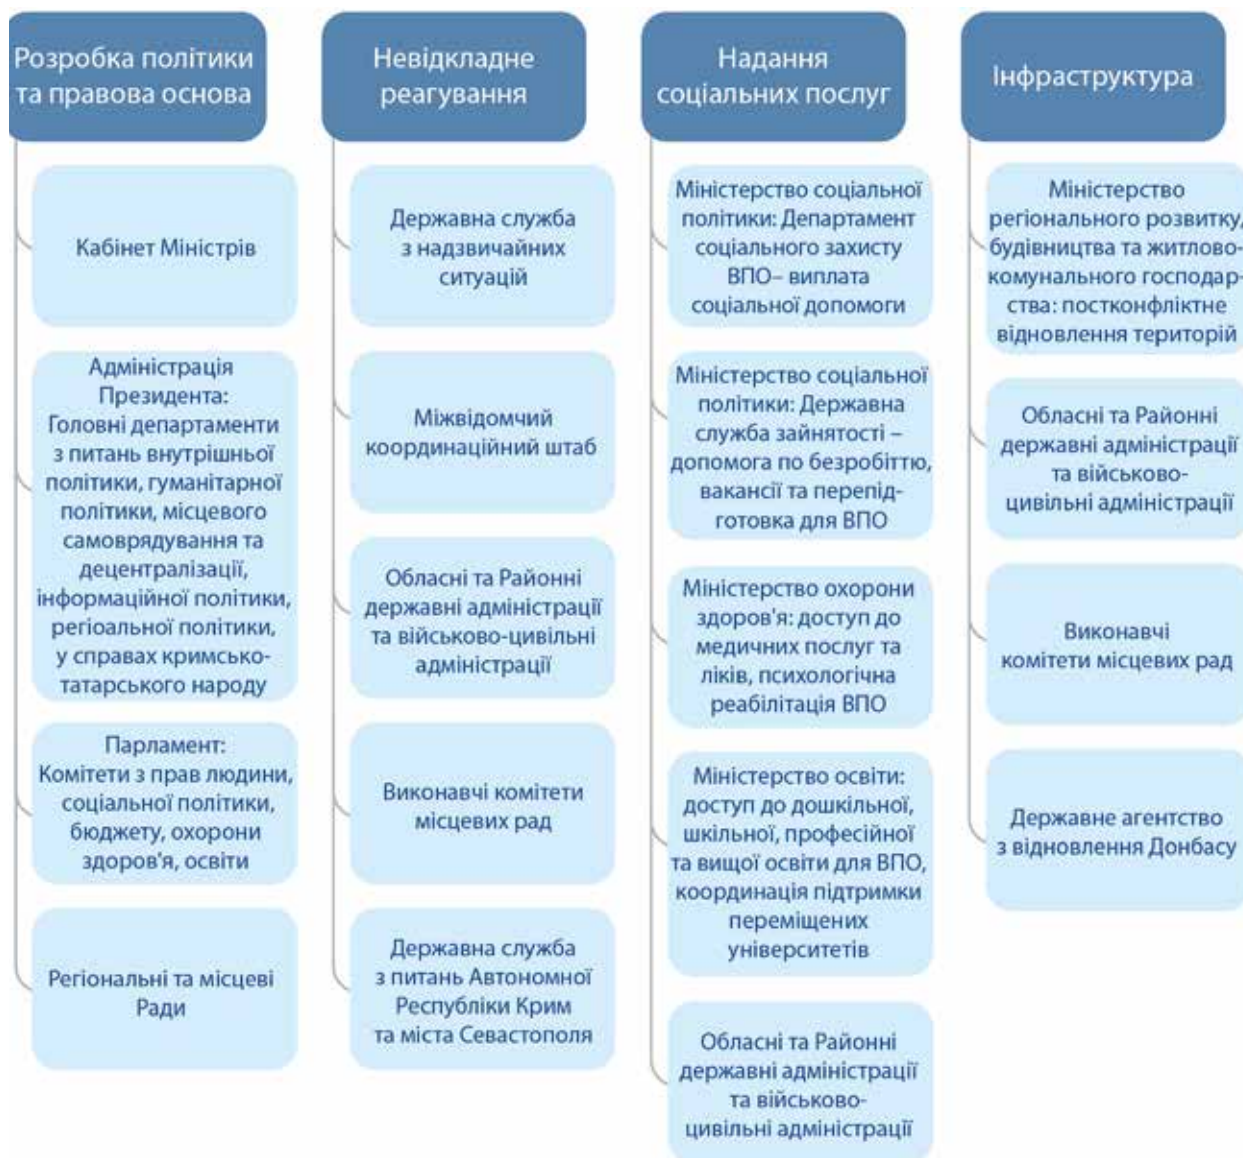 Розробка політики
та правова основа
Кабінет Міністрів
Адміністрація
Президента:
Головні департаменти
з питань внутрішньої
політики, гуманітарної
політики, місцевого
самоврядування та
децентралізації,
інформаційної політики,
регіоальної політики,
у справах кримсько-
татарського народу
Парламент:
Комітети з прав людини,
соціальної політики,
бюджету, охорони
здоров'я, освіти
Регіональні та місцеві
Ради
Невідкладне
реагування
Державна служба
з надзвичайних
ситуацій
Міжвідомчий
координаційний штаб
Обласні та Районні
державні адміністрації
та військово-цивільні
адміністрації
Виконавчі комітети
місцевих рад
Державна служба
з питань Автономної
Республіки Крим
та міста Севастополя
Надання
соціальних послуг
Міністерство соціальної
політики: Департамент
соціального захисту
ВПО– виплата
соціальної допомоги
Міністерство соціальної
політики: Державна
служба зайнятості –
допомога по безробіттю,
вакансії та перепід-
готовка для ВПО
Міністерство охорони
здоров'я: доступ до
медичних послуг та
ліків, психологічна
реабілітація ВПО
Міністерство освіти:
доступ до дошкільної,
шкільної, професійної
та вищої освіти для ВПО,
координація підтримки
переміщених
університетів
Обласні та Районні
державні адміністрації
та військово-
цивільні адміністрації
Інфраструктура
Міністерство
регіонального розвитку,
будівництва та житлово-
комунального господар-
ства: постконфліктне
відновлення територій
Обласні та Районні
державні адміністрації
та військово-
цивільні адміністрації
Виконавчі
комітети місцевих рад
Державне агентство
з відновлення Донбасу